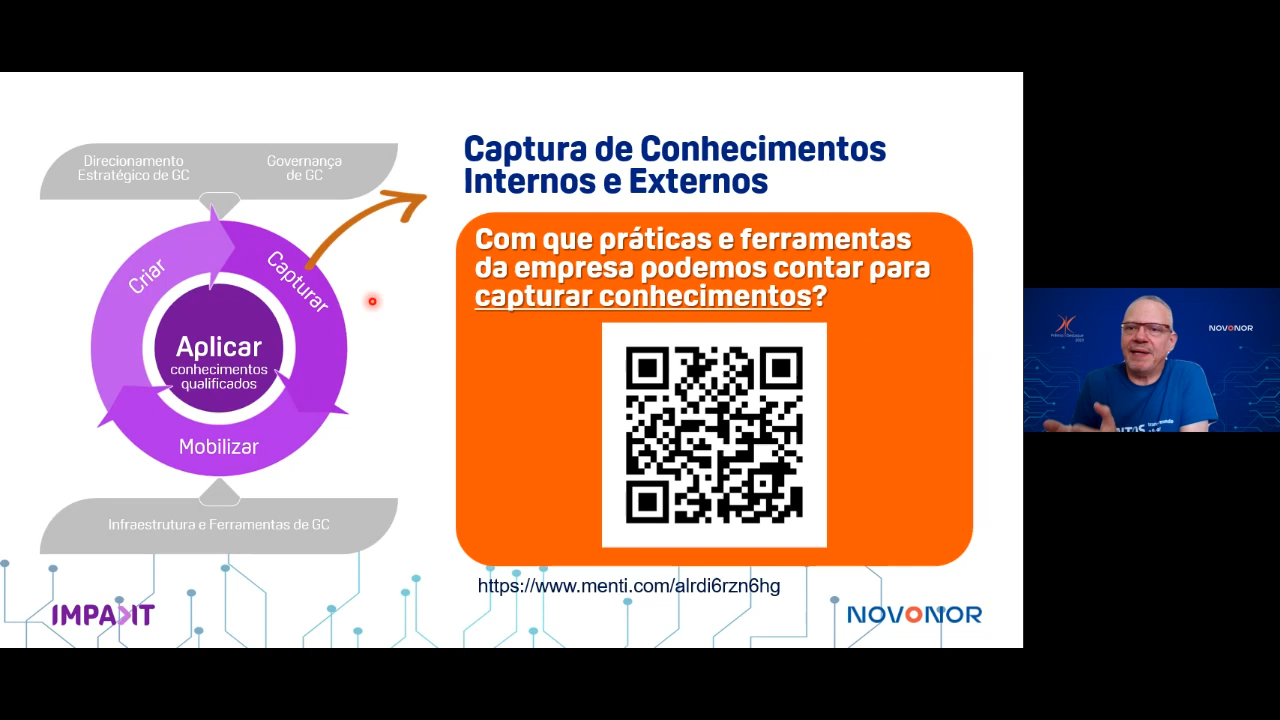 Direcionamento
Estratégico de GC
Governança
de GC
Criar
Capturar
Aplicar
conhecimentos
qualificados
Mobilizar
Infraestrutura e Ferramentas de GC
IMPAKIT
Captura de Conhecimentos
Internos e Externos
Com que práticas e ferramentas
da empresa podemos contar para
capturar conhecimentos?
https://www.menti.com/alrdi6rzn6hg
NOVONOR
NOVONOR